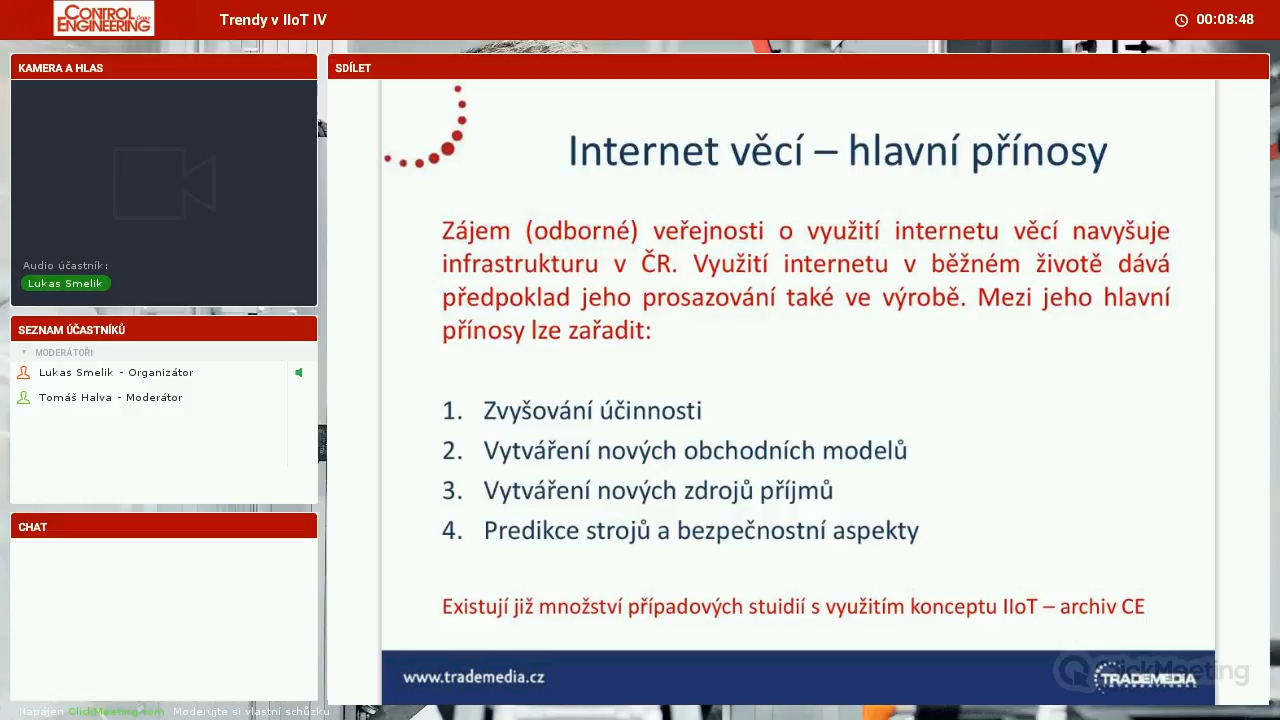 CONTROL
ENGINEERING
Trendy v IIoT IV
00:08:48
KAMERA A HLAS
Audio účastník:
Lukas Smelik
SEZNAM ÚČASTNÍKŮ
MODERÁTOŘI
Lukas Smelik - Organizátor
Tomáš Halva - Moderátor
CHAT
Napájen ClickMeeting.com Moderujte si vlastní schůzku
SDÍLET
Internet věcí – hlavní přínosy
Zájem (odborné) veřejnosti o využití internetu věcí navyšuje
infrastrukturu v ČR. Využití internetu v běžném životě dává
předpoklad jeho prosazování také ve výrobě. Mezi jeho hlavní
přínosy lze zařadit:
1. Zvyšování účinnosti
2. Vytváření nových obchodních modelů
3. Vytváření nových zdrojů příjmů
4. Predikce strojů a bezpečnostní aspekty
Existují již množství případových stuidií s využitím konceptu IIoT – archiv CE
www.trademedia.cz
ClickMeeting
TRADEMEDIA
INTERNATIONAL